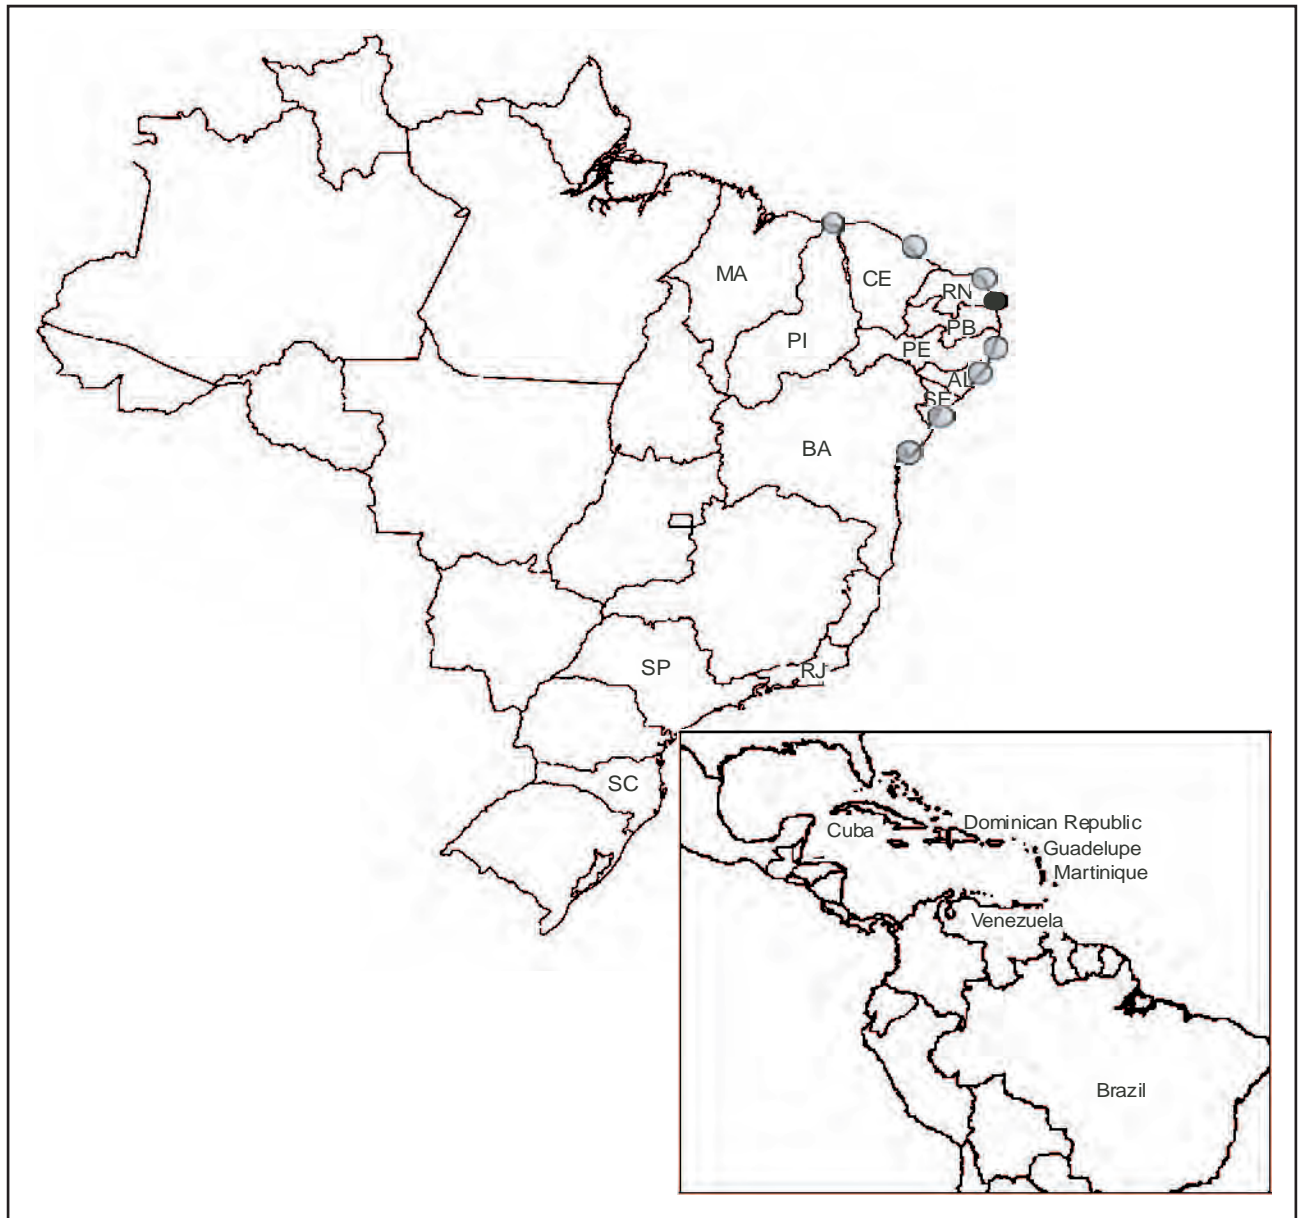 MA
CE
RN
PB
PI
PE
AL
SE
BA
SP
RJ
SC
Cuba
Dominican Republic
Guadelupe
Martinique
Venezuela
Brazil